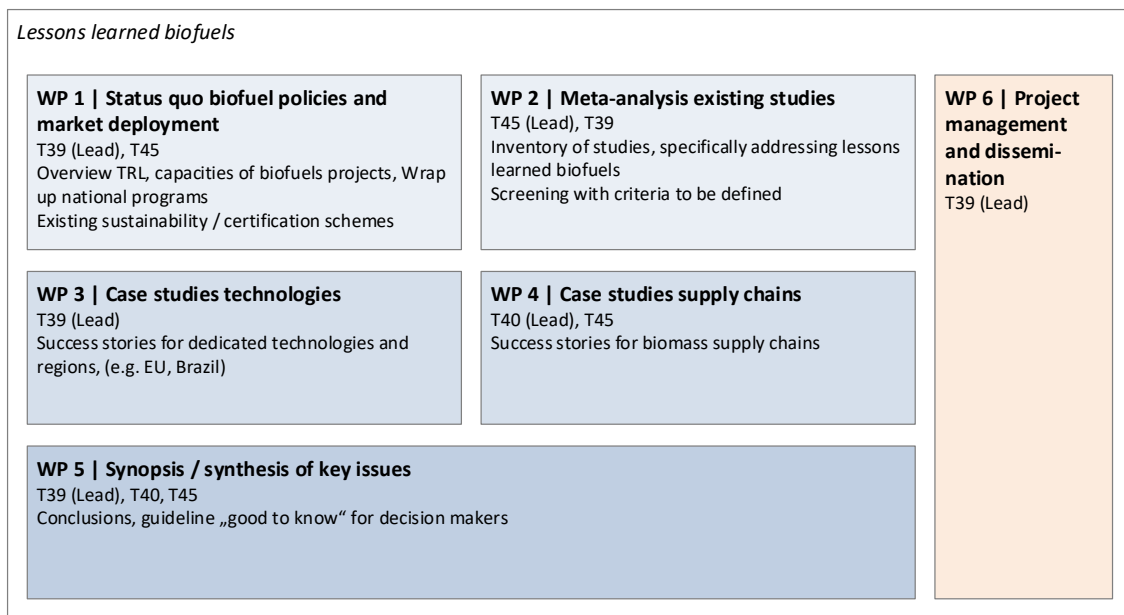 Lessons learned biofuels
WP 1 | Status quo biofuel policies and
market deployment
T39 (Lead), T45
Overview TRL, capacities of biofuels projects, Wrap
up national programs
Existing sustainability / certification schemes
WP 2 | Meta-analysis existing studies
T45 (Lead), T39
Inventory of studies, specifically addressing lessons
learned biofuels
Screening with criteria to be defined
WP 6 | Project
management
and dissemi-
nation
T39 (Lead)
WP 3 | Case studies technologies
T39 (Lead)
Success stories for dedicated technologies and
regions, (e.g. EU, Brazil)
WP 4 | Case studies supply chains
T40 (Lead), T45
Success stories for biomass supply chains
WP 5 | Synopsis / synthesis of key issues
T39 (Lead), T40, T45
Conclusions, guideline „good to know“ for decision makers